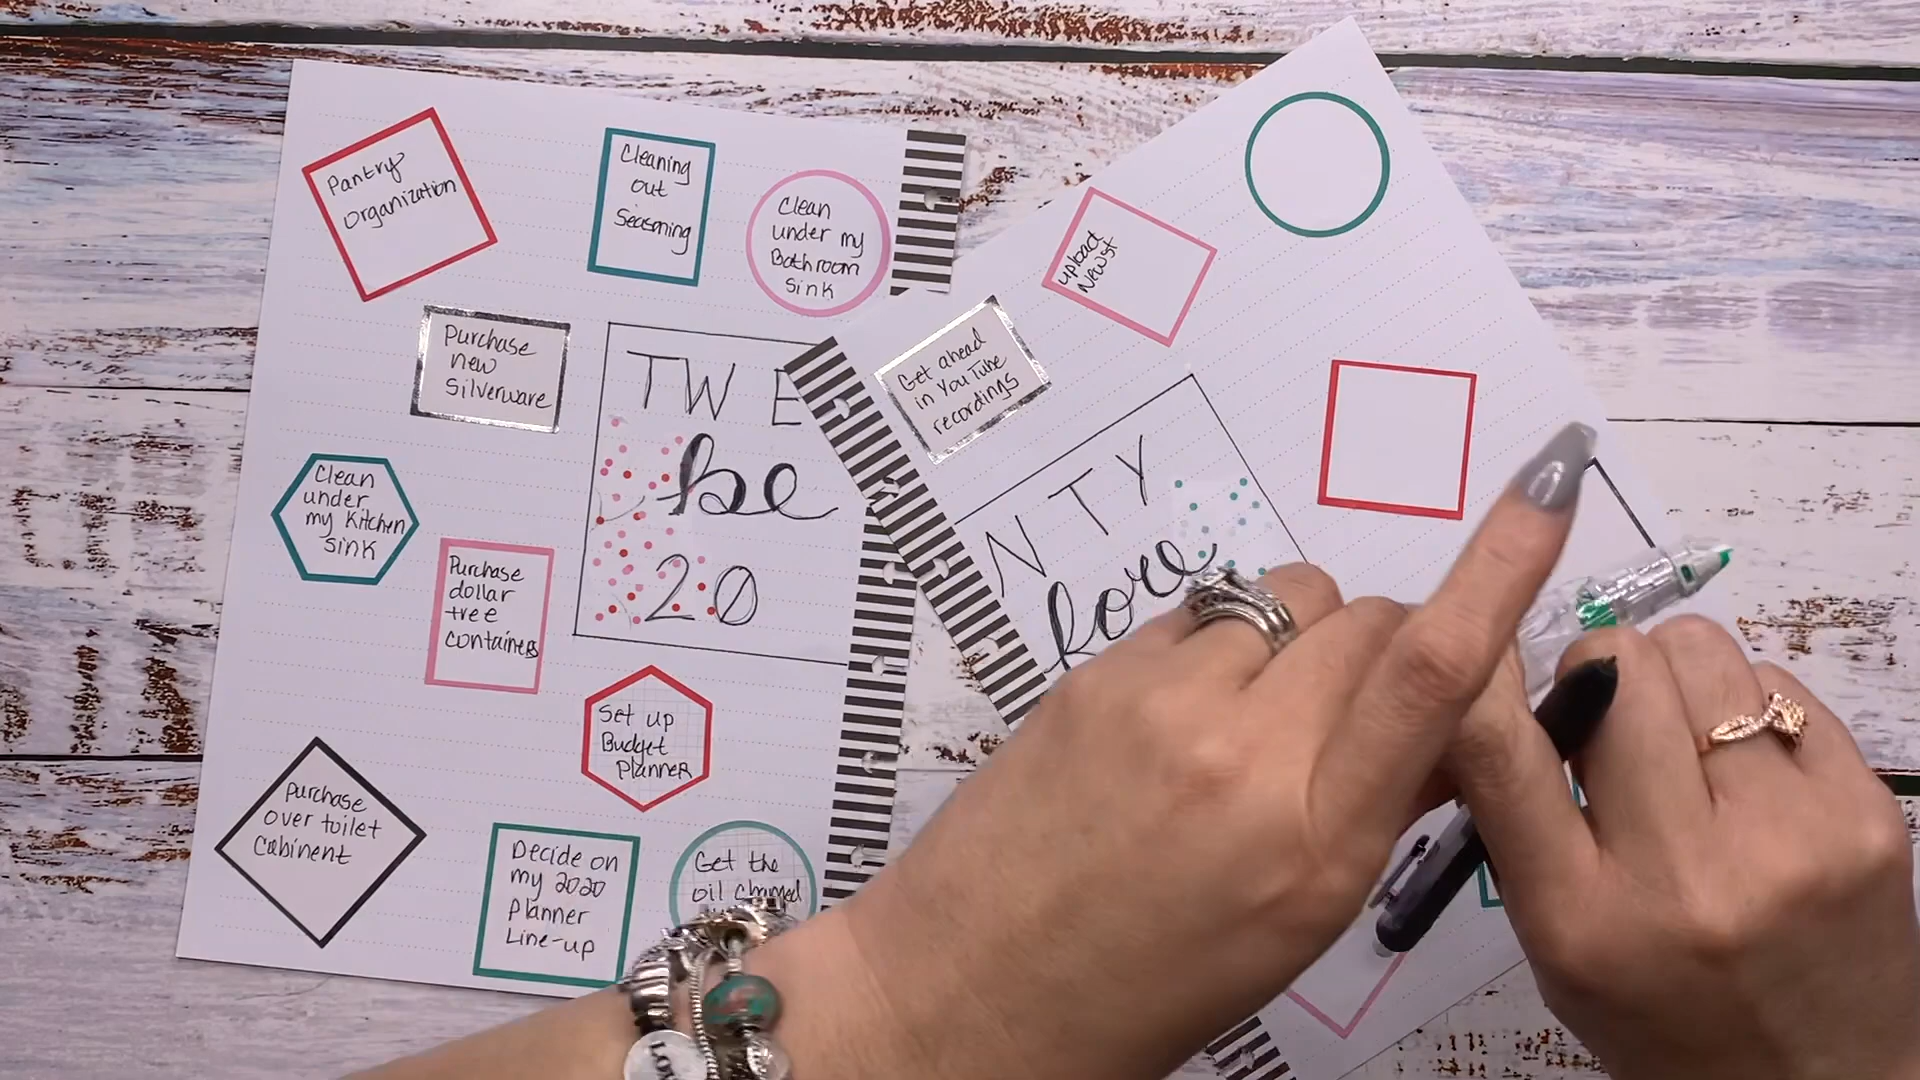 Pantry
organization
Cleaning
out
Seasoning
Clean
under my
Bathroom
sink
Purchase
new
Silverware
TWE
be
20
Clean
under
my Kitchen
sink
Purchase
dollar
tree
containers
Set up
Budget
Planner
Purchase
over toilet
Cabinent
Decide on
my 2020
Planner
Line-up
Get the
oil changed
upload
Get ahead
in YouTube
recordings
NTY
fore